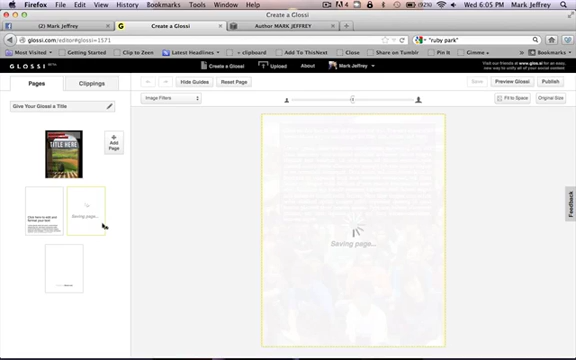 Firefox File Edit View History Bookmarks Tools Window Help
4 (92%) Wed 6:05 PM Mark Jeffrey
Create a Glossi
(2) Mark Jeffrey
Create a Glossi
Author MARK JEFFREY
glossi.com/editor#glossi=1571
"ruby park"
Most Visited Getting Started Clip to Zeen Latest Headlines = clipboard Add To ThisNext Close Share on Tumblr Pin It Share Bookmarks
GLOSSI BETA
Create a Glossi
Upload
About
Mark Jeffrey
Pages
Clippings
Hide Guides
Reset Page
Save
Preview Glossi
Publish
Give Your Glossi a Title
Image Filters
Fit to Space
Original Size
TITLE HERE
Add
Page
Saving page...
Saving page...
Feedback